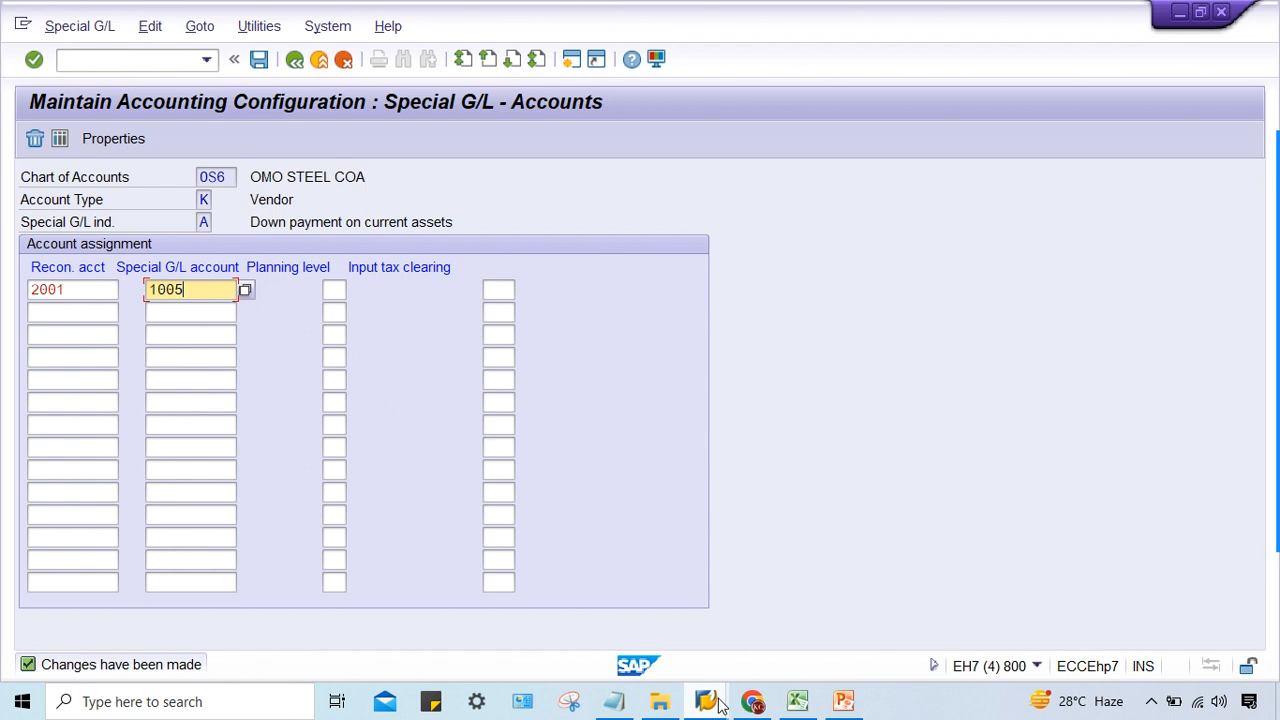 Special G/L Edit Goto Utilities System Help
Maintain Accounting Configuration : Special G/L - Accounts
Properties
Chart of Accounts 0S6 OMO STEEL COA
Account Type K Vendor
Special G/L ind. A Down payment on current assets
Account assignment
Recon. acct Special G/L account Planning level Input tax clearing
2001 1005
Changes have been made SAP EH7 (4) 800 ECCEhp7 INS
Type here to search 28°C Haze